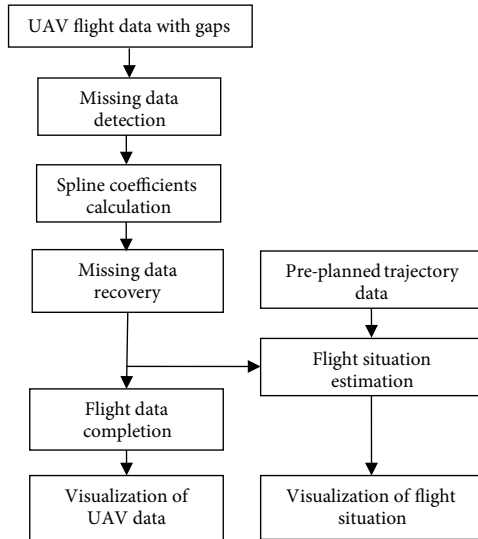 UAV flight data with gaps
Missing data
detection
Spline coefficients
calculation
Missing data
recovery
Pre-planned trajectory
data
Flight situation
estimation
Flight data
completion
Visualization of
UAV data
Visualization of flight
situation